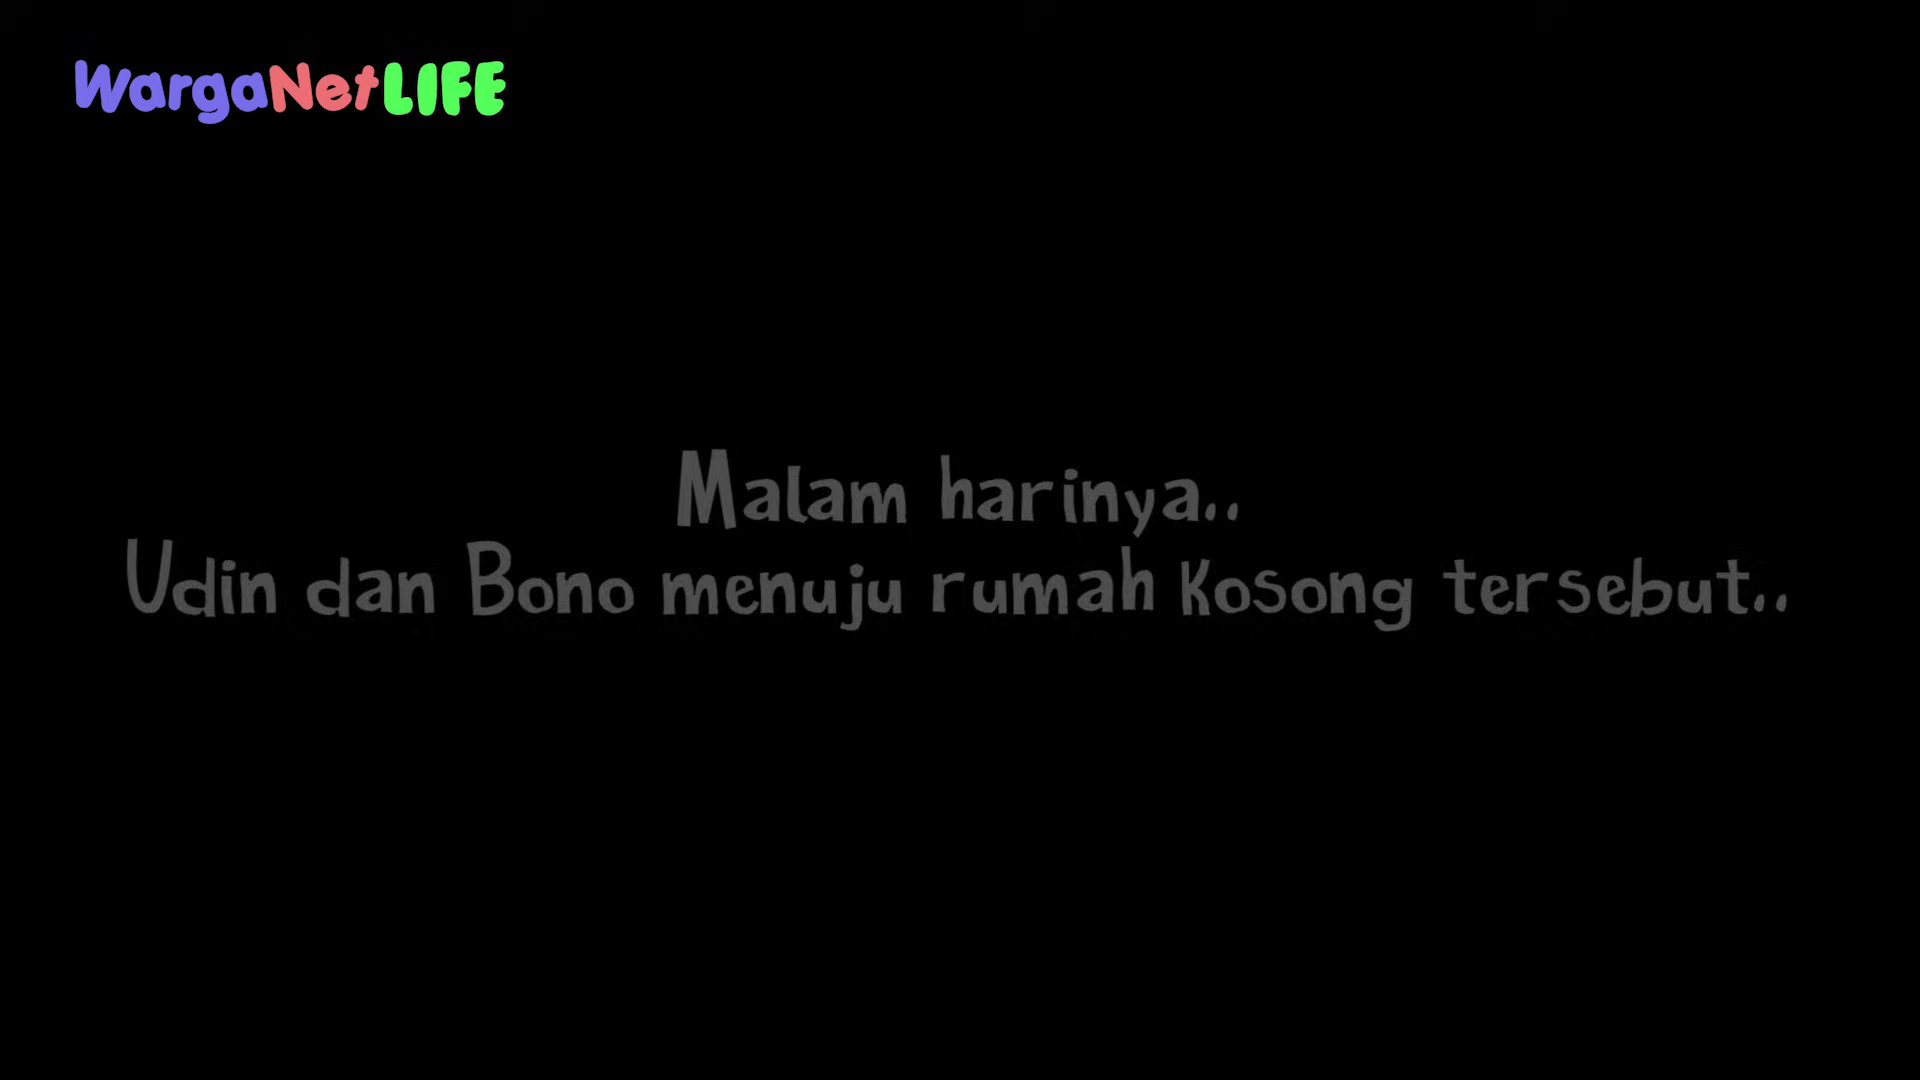 WargaNetLIFE
Malam harinya..
Udin dan Bono menuju rumah kosong tersebut..